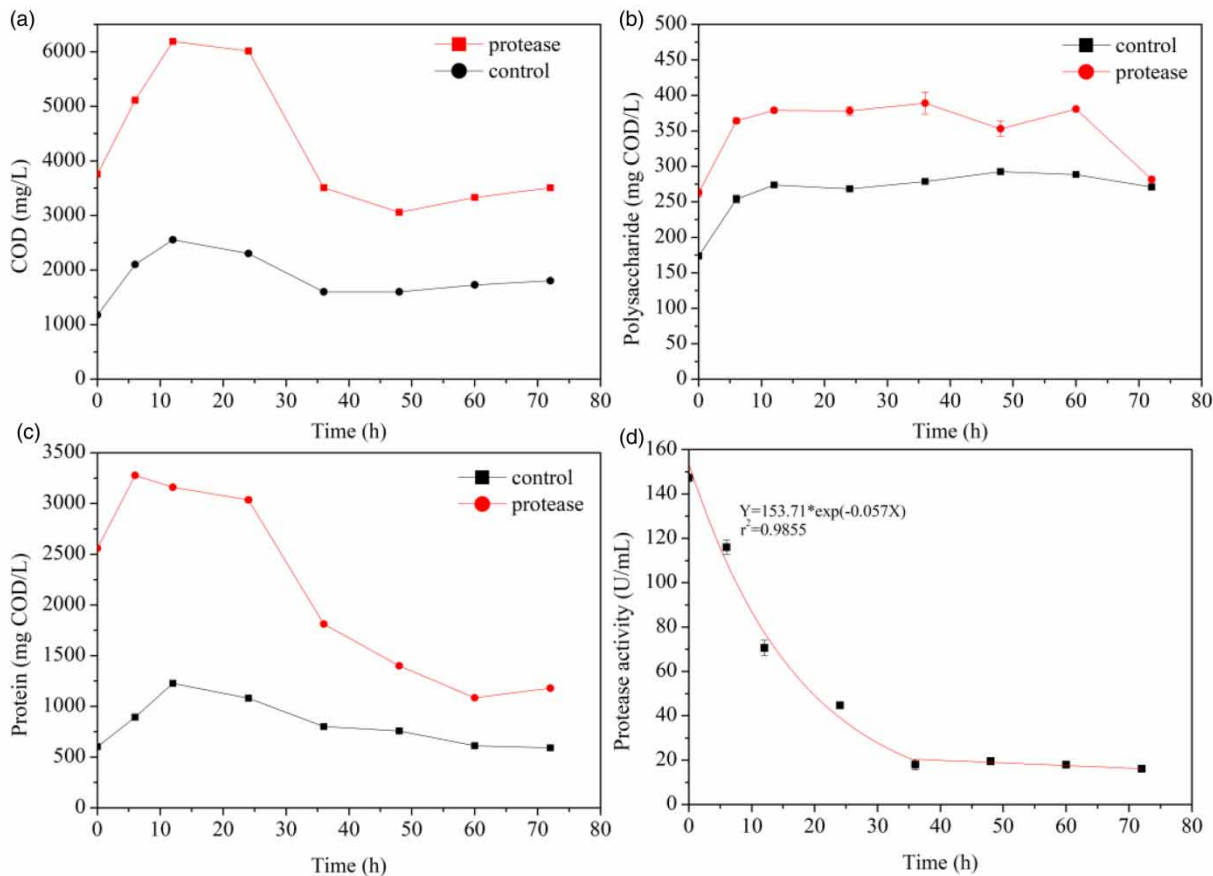 (a)
COD (mg/L)
6000
5000
4000
3000
2000
1000
0
protease
control
0 10 20 30 40 50 60 70 80
Time (h)
(b)
Polysaccharide (mg COD/L)
500
450
400
350
300
250
200
150
100
50
0
control
protease
0 10 20 30 40 50 60 70 80
Time (h)
(c)
Protein (mg COD/L)
3500
3000
2500
2000
1500
1000
500
0
control
protease
0 10 20 30 40 50 60 70 80
Time (h)
(d)
Protease activity (U/mL)
160
140
120
100
80
60
40
20
0
Y=153.71*exp(-0.057X)
r²=0.9855
0 10 20 30 40 50 60 70 80
Time (h)